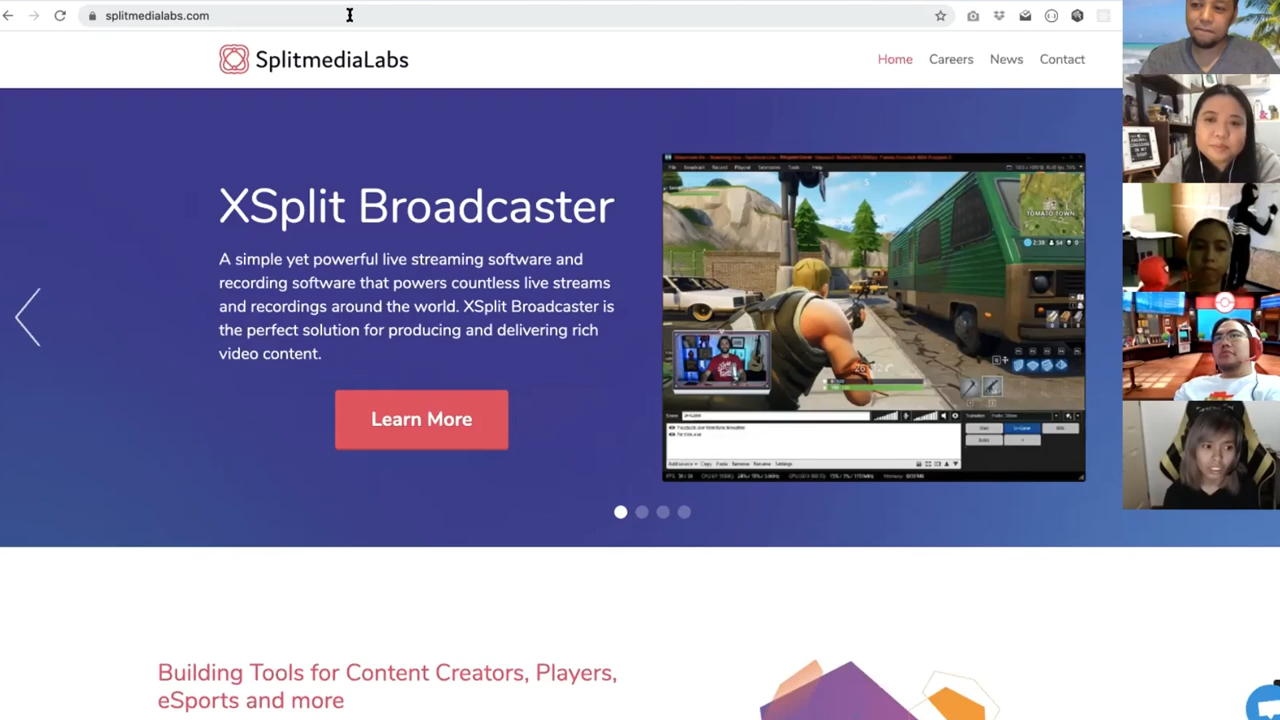 splitmedialabs.com
SplitmediaLabs
Home Careers News Contact
XSplit Broadcaster
A simple yet powerful live streaming software and
recording software that powers countless live streams
and recordings around the world. XSplit Broadcaster is
the perfect solution for producing and delivering rich
video content.
Learn More
TOMATO TOWN
Building Tools for Content Creators, Players,
eSports and more